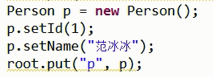 Person p = new Person();
p.setId(1);
p.setName("范冰冰");
root.put("p", p);